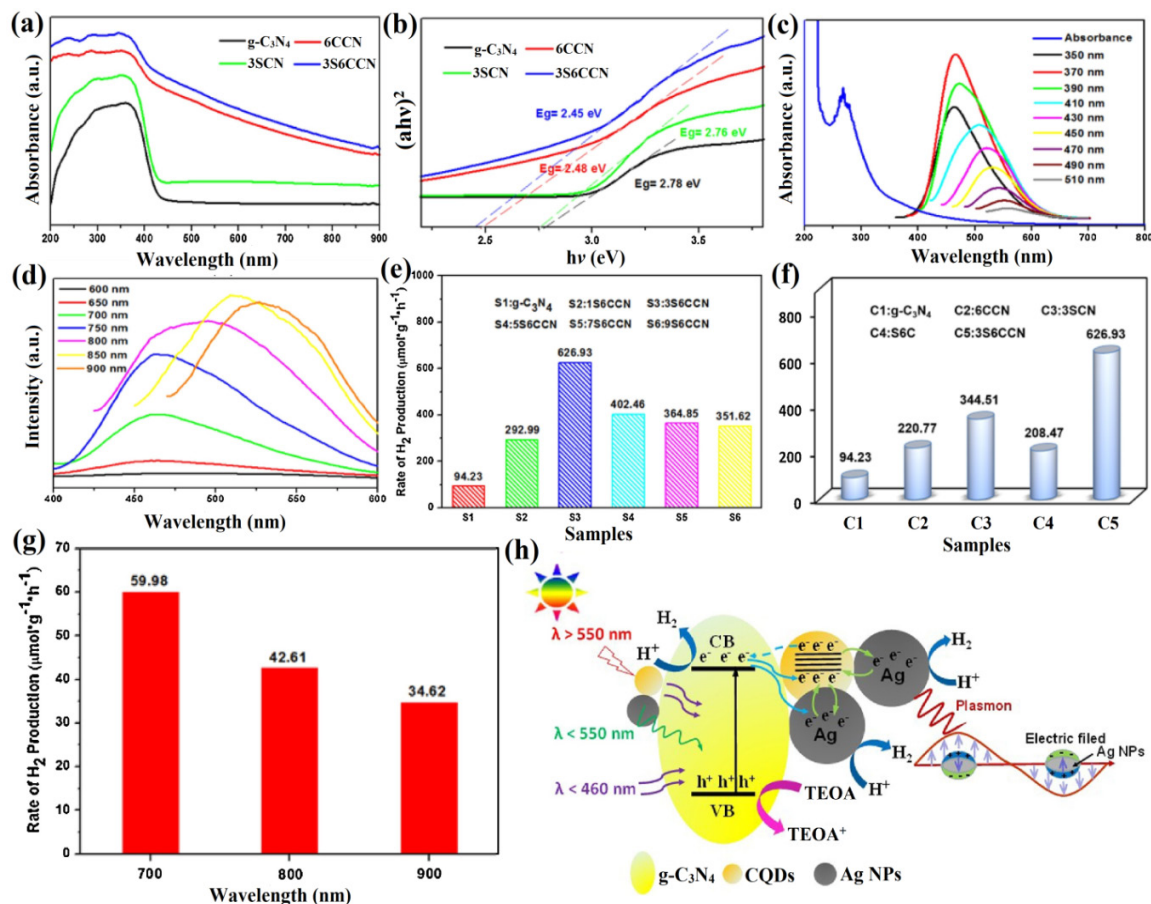 (a)
g-C₃N₄ 6CCN
3SCN 3S6CCN
Absorbance (a.u.)
200 300 400 500 600 700 800 900
Wavelength (nm)
(b)
g-C₃N₄ 6CCN
3SCN 3S6CCN
(ahv)²
Eg= 2.45 eV
Eg= 2.76 eV
Eg= 2.48 eV
Eg= 2.78 eV
2.5 3.0 3.5
hν (eV)
(c)
Absorbance
350 nm
370 nm
390 nm
410 nm
430 nm
450 nm
470 nm
490 nm
510 nm
Absorbance (a.u.)
200 300 400 500 600 700 800
Wavelength (nm)
(d)
600 nm
650 nm
700 nm
750 nm
800 nm
850 nm
900 nm
Intensity (a.u.)
400 450 500 550 600
Wavelength (nm)
(e)
Rate of H₂ Production (μmol*g⁻¹*h⁻¹)
1000
800
600
400
200
0
S1:g-C₃N₄ S2:1S6CCN S3:3S6CCN
S4:5S6CCN S5:7S6CCN S6:9S6CCN
94.23
292.99
626.93
402.46
364.85
351.62
S1 S2 S3 S4 S5 S6
Samples
(f)
800
600
400
200
0
C1:g-C₃N₄ C2:6CCN C3:3SCN
C4:S6C C5:3S6CCN
94.23
220.77
344.51
208.47
626.93
C1 C2 C3 C4 C5
Samples
(g)
Rate of H₂ Production (μmol*g⁻¹*h⁻¹)
70
60
50
40
30
20
10
0
59.98
42.61
34.62
700 800 900
Wavelength (nm)
(h)
λ > 550 nm
λ < 550 nm
λ < 460 nm
H₂
H⁺
CB
e⁻ e⁻ e⁻
h⁺ h⁺ h⁺
VB
e⁻ e⁻ e⁻
e⁻ e⁻ e⁻
e⁻ e⁻ e⁻
Ag
e⁻ e⁻ e⁻
Ag
H₂
H⁺
H₂
H⁺
TEOA
TEOA⁺
Plasmon
Electric filed
Ag NPs
g-C₃N₄ CQDs Ag NPs